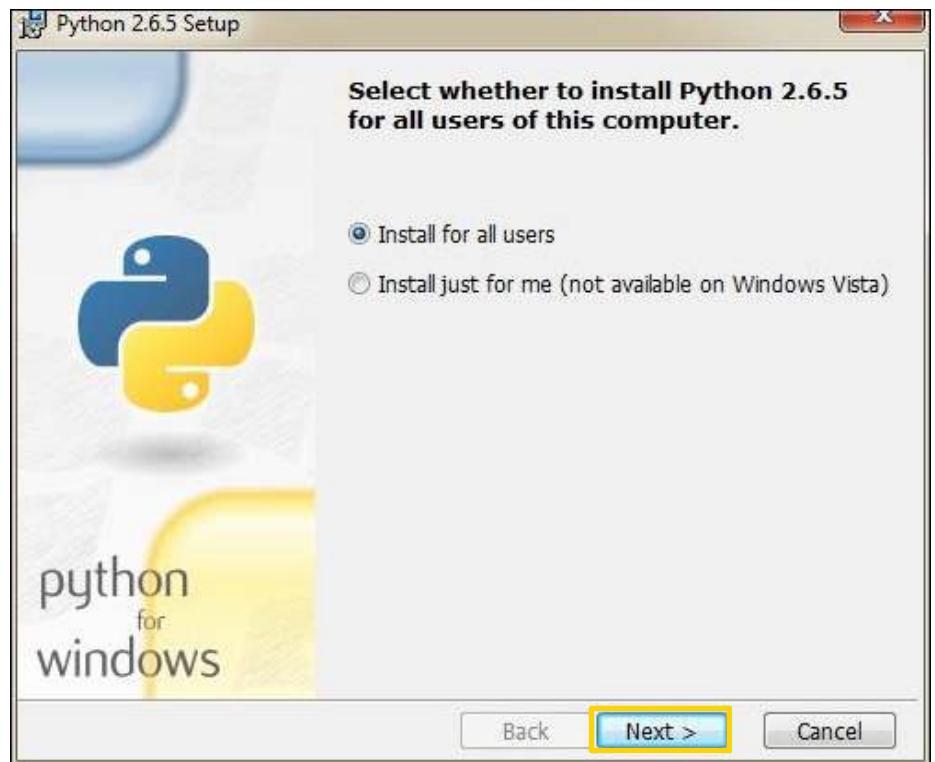 Python 2.6.5 Setup
Select whether to install Python 2.6.5
for all users of this computer.
Install for all users
Install just for me (not available on Windows Vista)
python
for
windows
Back
Next >
Cancel